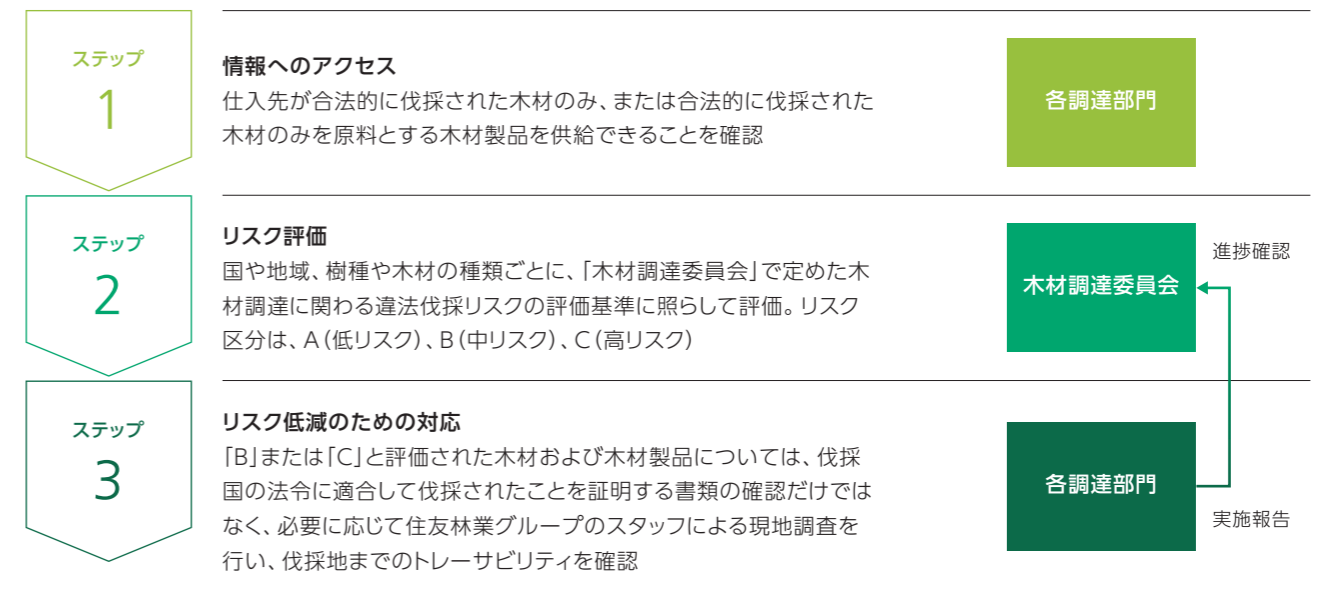 ステップ
1
情報へのアクセス
仕入先が合法的に伐採された木材のみ、または合法的に伐採された
木材のみを原料とする木材製品を供給できることを確認
各調達部門
ステップ
2
リスク評価
国や地域、樹種や木材の種類ごとに、「木材調達委員会」で定めた木
材調達に関わる違法伐採リスクの評価基準に照らして評価。リスク
区分は、A（低リスク）、B（中リスク）、C（高リスク）
木材調達委員会
進捗確認
ステップ
3
リスク低減のための対応
「B」または「C」と評価された木材および木材製品については、伐採
国の法令に適合して伐採されたことを証明する書類の確認だけでは
なく、必要に応じて住友林業グループのスタッフによる現地調査を
行い、伐採地までのトレーサビリティを確認
各調達部門
実施報告